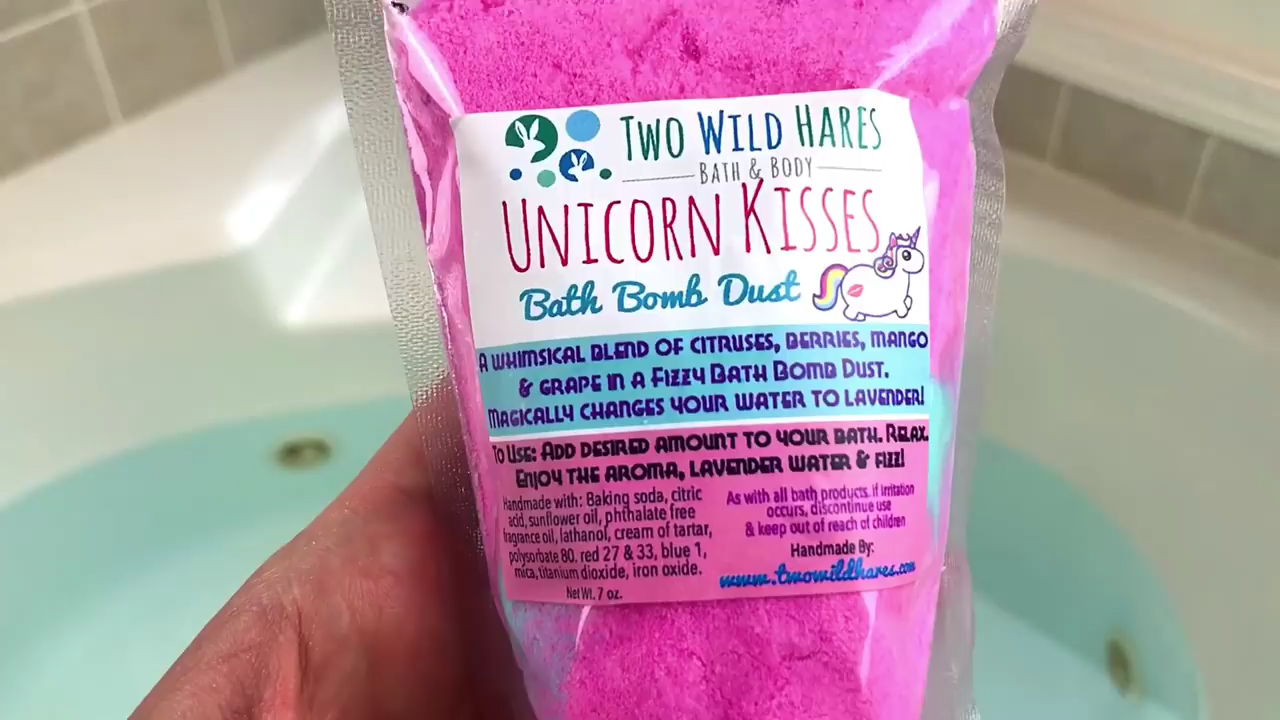 TWO WILD HARES
BATH & BODY
UNICORN KISSES
Bath Bomb Dust
A WHIMSICAL BLEND OF CITRUSES, BERRIES, MANGO
& GRAPE IN A FIZZY BATH BOMB DUST.
MAGICALLY CHANGES YOUR WATER TO LAVENDER!
TO USE: ADD DESIRED AMOUNT TO YOUR BATH. RELAX.
ENJOY THE AROMA, LAVENDER WATER & FIZZ!
Handmade with: Baking soda, citric
acid, sunflower oil, phthalate free
fragrance oil, lathanol, cream of tartar,
polysorbate 80, red 27 & 33, blue 1,
mica, titanium dioxide, iron oxide.
Net Wt. 7 oz.
As with all bath products, if irritation
occurs, discontinue use
& keep out of reach of children
Handmade By:
www.twowildhares.com